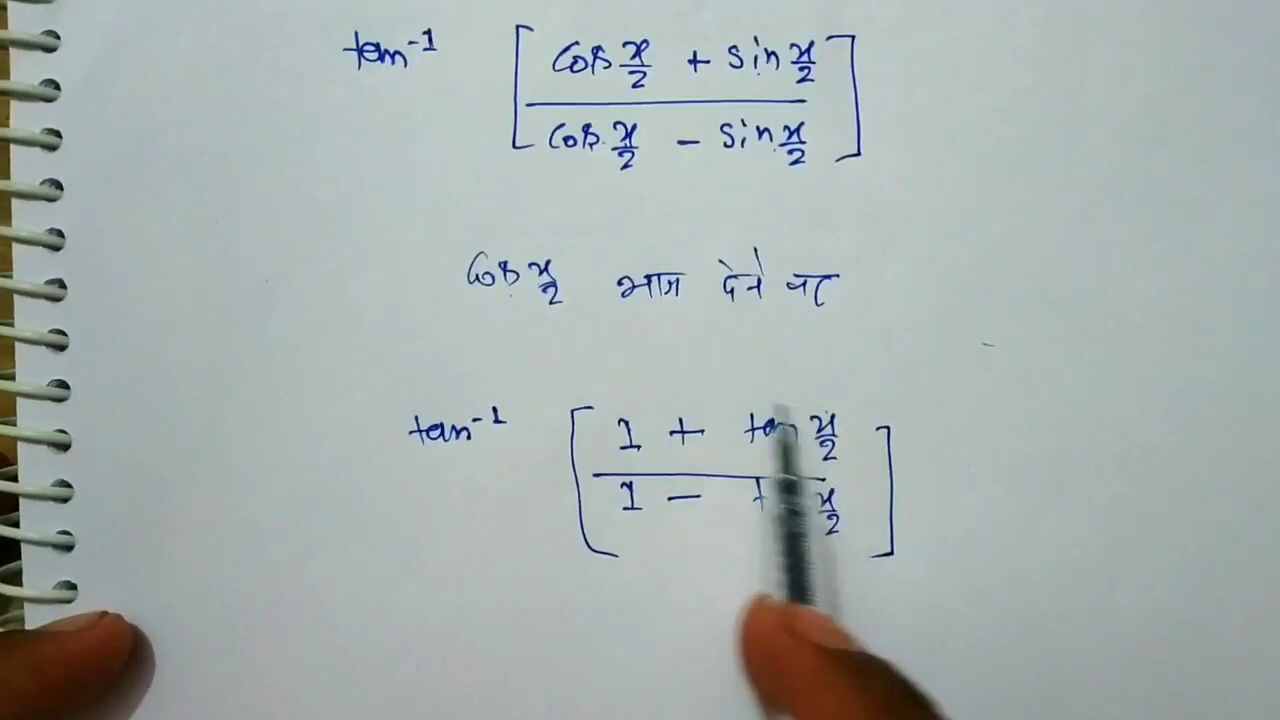 tan⁻¹ [ cos x/2 + sin x/2
cos x/2 - sin x/2 ]
cos x/2 भाग देने पर
tan⁻¹ [ 1 + tan x/2
1 - x/2 ]